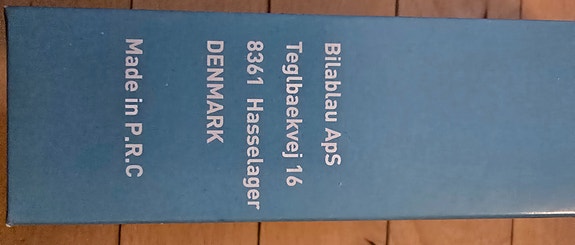 Bilablau ApS
Teglbaekvej 16
8361 Hasselager
DENMARK
Made in P.R.C